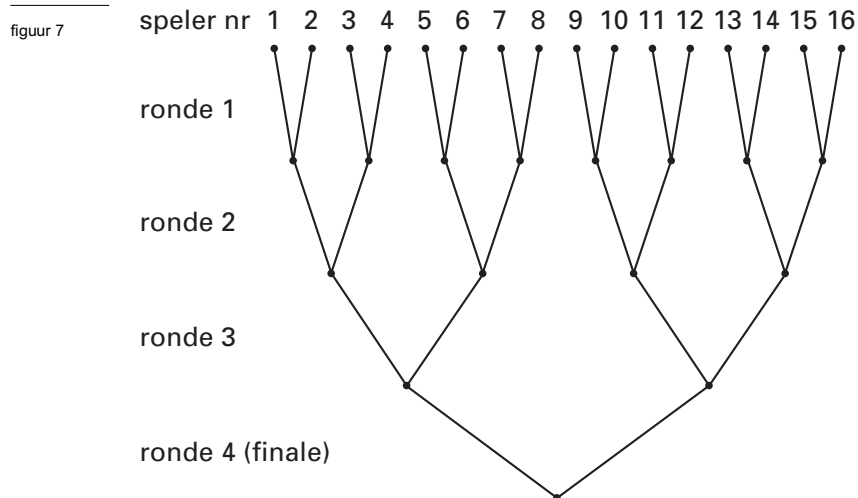 figuur 7
speler nr 1 2 3 4 5 6 7 8 9 10 11 12 13 14 15 16
ronde 1
ronde 2
ronde 3
ronde 4 (finale)